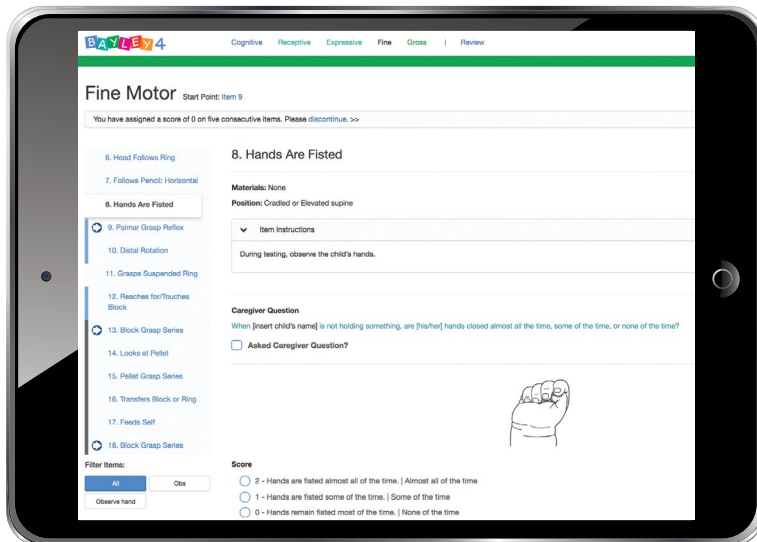 BAYLEY 4
Cognitive Receptive Expressive Fine Gross | Review
Fine Motor Start Point: Item 9
You have assigned a score of 0 on five consecutive items. Please discontinue. >>
6. Head Follows Ring
7. Follows Pencil: Horizontal
8. Hands Are Fisted
9. Palmar Grasp Reflex
10. Distal Rotation
11. Grasps Suspended Ring
12. Reaches for/Touches
Block
13. Block Grasp Series
14. Looks at Pellet
15. Pellet Grasp Series
16. Transfers Block or Ring
17. Feeds Self
18. Block Grasp Series
Filter Items:
All Obs
Observe hand
8. Hands Are Fisted
Materials: None
Position: Cradled or Elevated supine
Item Instructions
During testing, observe the child's hands.
Caregiver Question
When [insert child's name] is not holding something, are [his/her] hands closed almost all the time, some of the time, or none of the time?
Asked Caregiver Question?
Score
2 - Hands are fisted almost all of the time. | Almost all of the time
1 - Hands are fisted some of the time. | Some of the time
0 - Hands remain fisted most of the time. | None of the time